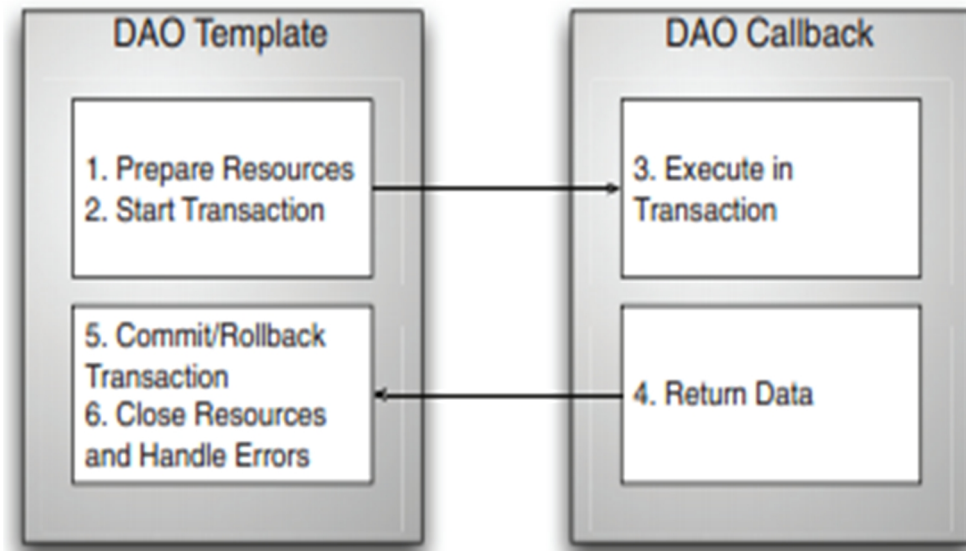 DAO Template
1. Prepare Resources
2. Start Transaction
5. Commit/Rollback
Transaction
6. Close Resources
and Handle Errors
DAO Callback
3. Execute in
Transaction
4. Return Data